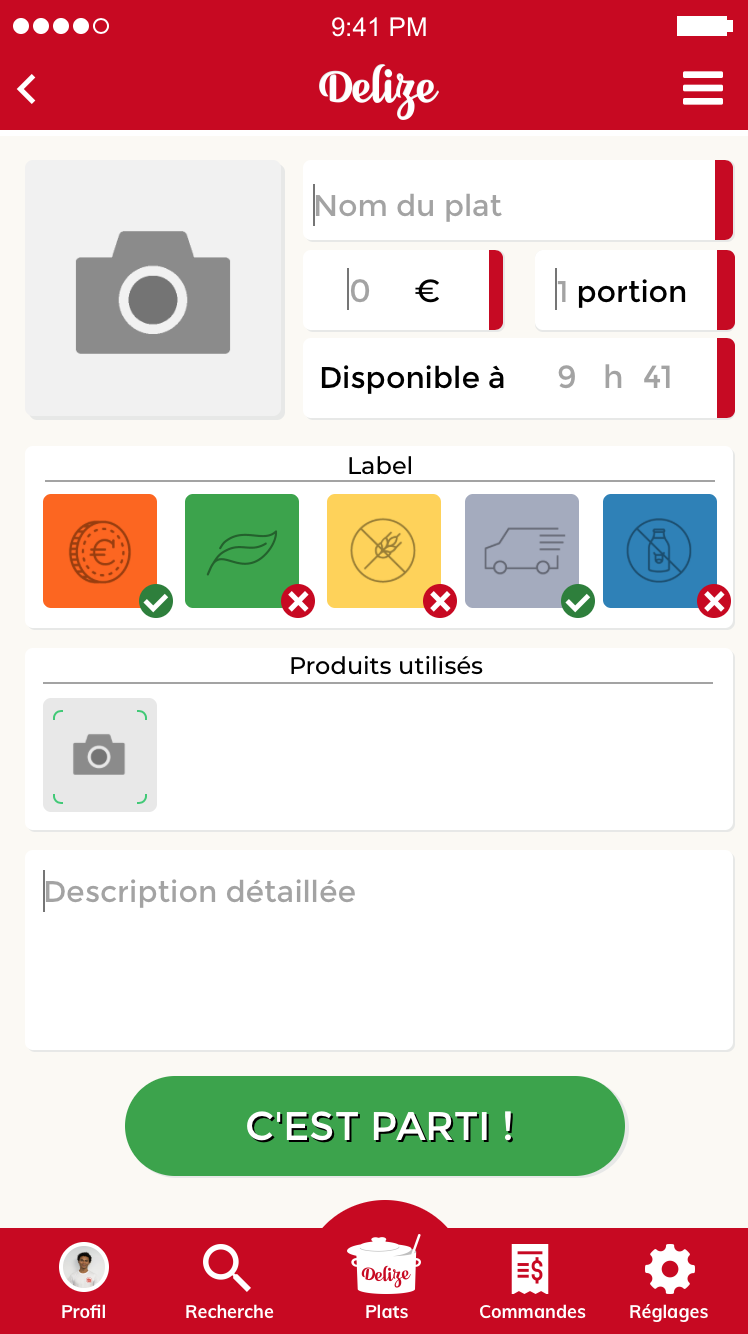 9:41 PM
Delize
Nom du plat
0 €
1 portion
Disponible à 9 h 41
Label
Produits utilisés
Description détaillée
C'EST PARTI !
Delize
Profil
Recherche
Plats
Commandes
Réglages